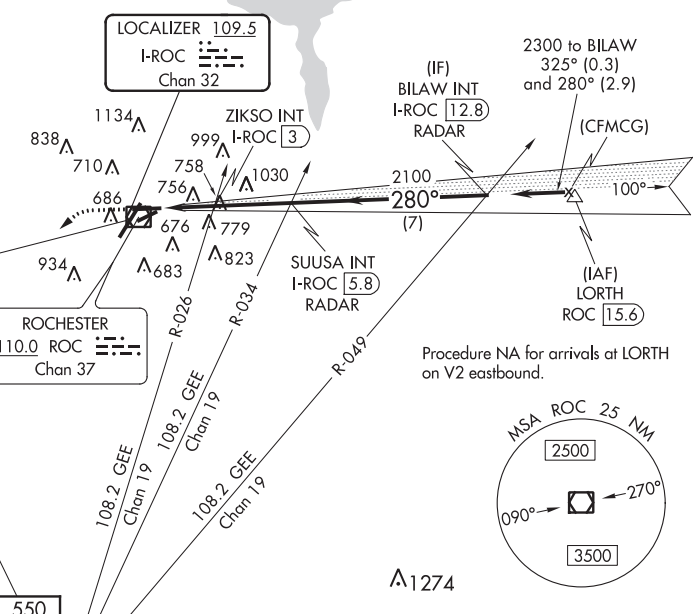 LOCALIZER 109.5
I-ROC
Chan 32
2300 to BILAW
325° (0.3)
and 280° (2.9)
(IF)
BILAW INT
I-ROC 12.8
RADAR
(CFMCG)
1134
838
710
686
ZIKSO INT
I-ROC 3
999
758
756
1030
2100
280°
(7)
100°
676
779
683
823
934
SUUSA INT
I-ROC 5.8
RADAR
(IAF)
LORTH
ROC 15.6
ROCHESTER
110.0 ROC
Chan 37
R-026
R-034
R-049
Procedure NA for arrivals at LORTH
on V2 eastbound.
108.2 GEE
Chan 19
108.2 GEE
Chan 19
108.2 GEE
Chan 19
MSA ROC 25 NM
2500
090°
270°
3500
1274
550